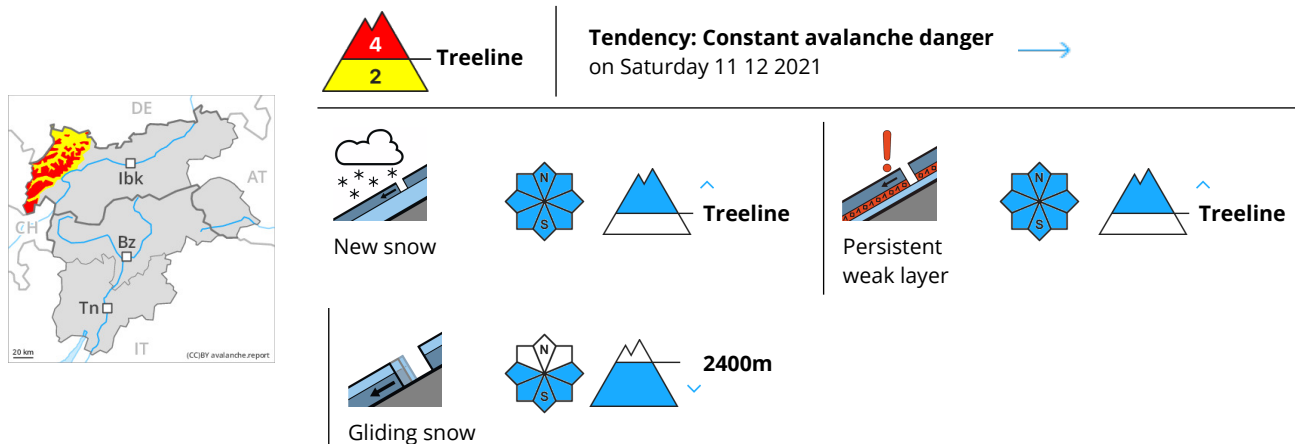 4
2
Treeline
Tendency: Constant avalanche danger
on Saturday 11 12 2021
DE
AT
Ibk
CH
Bz
Tn
IT
20 km
(CC)BY avalanche.report
New snow
N
S
Treeline
Persistent
weak layer
N
S
Treeline
Gliding snow
N
S
2400m